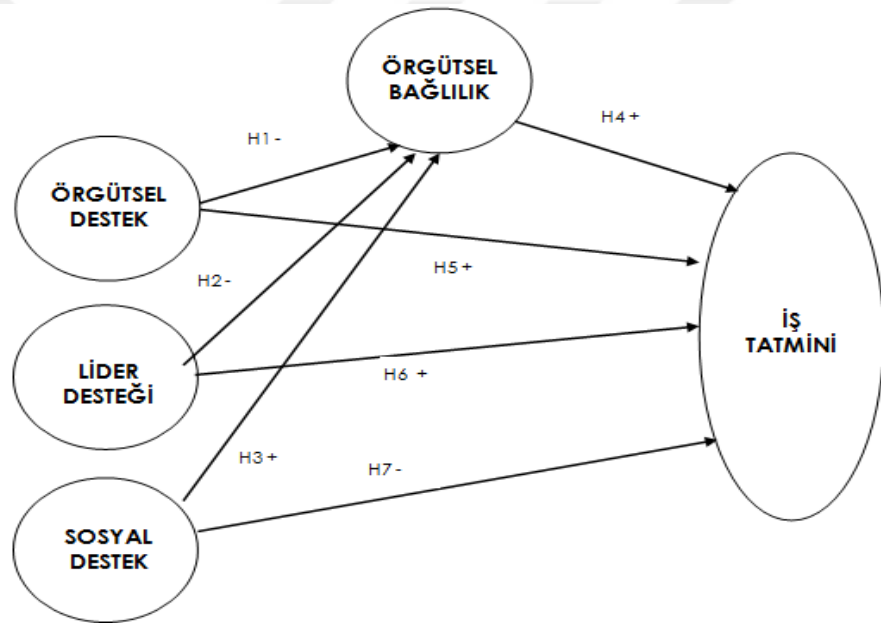 ÖRGÜTSEL
BAĞLILIK
H4+
H1-
ÖRGÜTSEL
DESTEK
H5+
H2-
İŞ
TATMİNİ
LİDER
DESTEĞİ
H6 +
H3+
H7-
SOSYAL
DESTEK